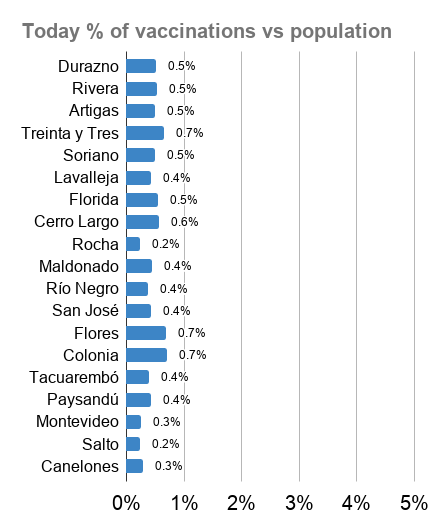 Today % of vaccinations vs population
Durazno 0.5%
Rivera 0.5%
Artigas 0.5%
Treinta y Tres 0.7%
Soriano 0.5%
Lavalleja 0.4%
Florida 0.5%
Cerro Largo 0.6%
Rocha 0.2%
Maldonado 0.4%
Río Negro 0.4%
San José 0.4%
Flores 0.7%
Colonia 0.7%
Tacuarembó 0.4%
Paysandú 0.4%
Montevideo 0.3%
Salto 0.2%
Canelones 0.3%
0% 1% 2% 3% 4% 5%